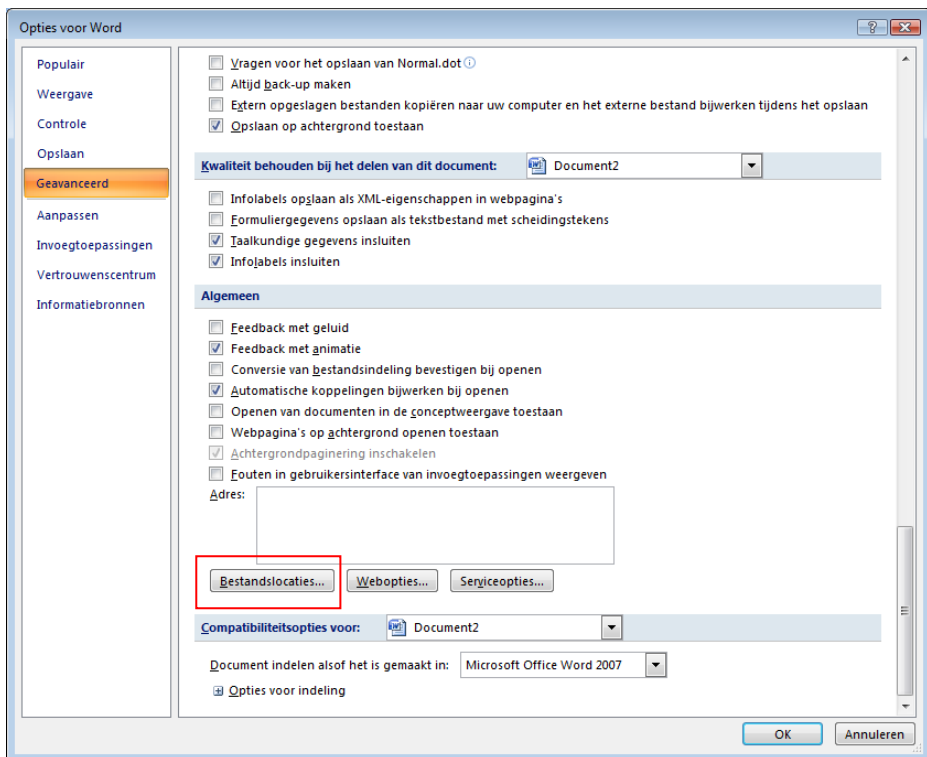 Opties voor Word
Populair
Weergave
Controle
Opslaan
Geavanceerd
Aanpassen
Invoegtoepassingen
Vertrouwenscentrum
Informatiebronnen
Vragen voor het opslaan van Normal.dot
Altijd back-up maken
Extern opgeslagen bestanden kopiëren naar uw computer en het externe bestand bijwerken tijdens het opslaan
Opslaan op achtergrond toestaan
Kwaliteit behouden bij het delen van dit document: Document2
Infolabels opslaan als XML-eigenschappen in webpagina's
Formuliergegevens opslaan als tekstbestand met scheidingstekens
Taalkundige gegevens insluiten
Infolabels insluiten
Algemeen
Feedback met geluid
Feedback met animatie
Conversie van bestandsindeling bevestigen bij openen
Automatische koppelingen bijwerken bij openen
Openen van documenten in de conceptweergave toestaan
Webpagina's op achtergrond openen toestaan
Achtergrondpaginering inschakelen
Fouten in gebruikersinterface van invoegtoepassingen weergeven
Adres:
Bestandslocaties... Webopties... Serviceopties...
Compatibiliteitsopties voor: Document2
Document indelen alsof het is gemaakt in: Microsoft Office Word 2007
Opties voor indeling
OK Annuleren